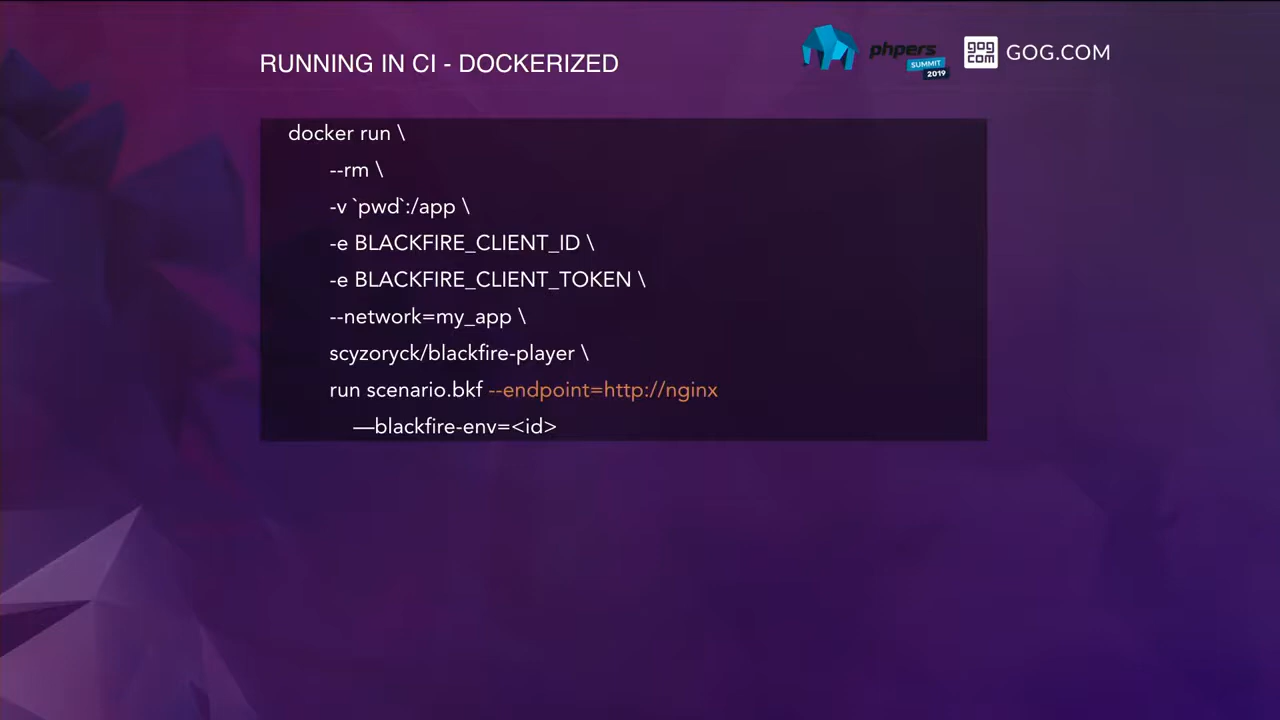 RUNNING IN CI - DOCKERIZED
phpers
SUMMIT
2019
gog
com
GOG.COM
docker run \
--rm \
-v `pwd`:/app \
-e BLACKFIRE_CLIENT_ID \
-e BLACKFIRE_CLIENT_TOKEN \
--network=my_app \
scyzoryck/blackfire-player \
run scenario.bkf --endpoint=http://nginx
—blackfire-env=<id>